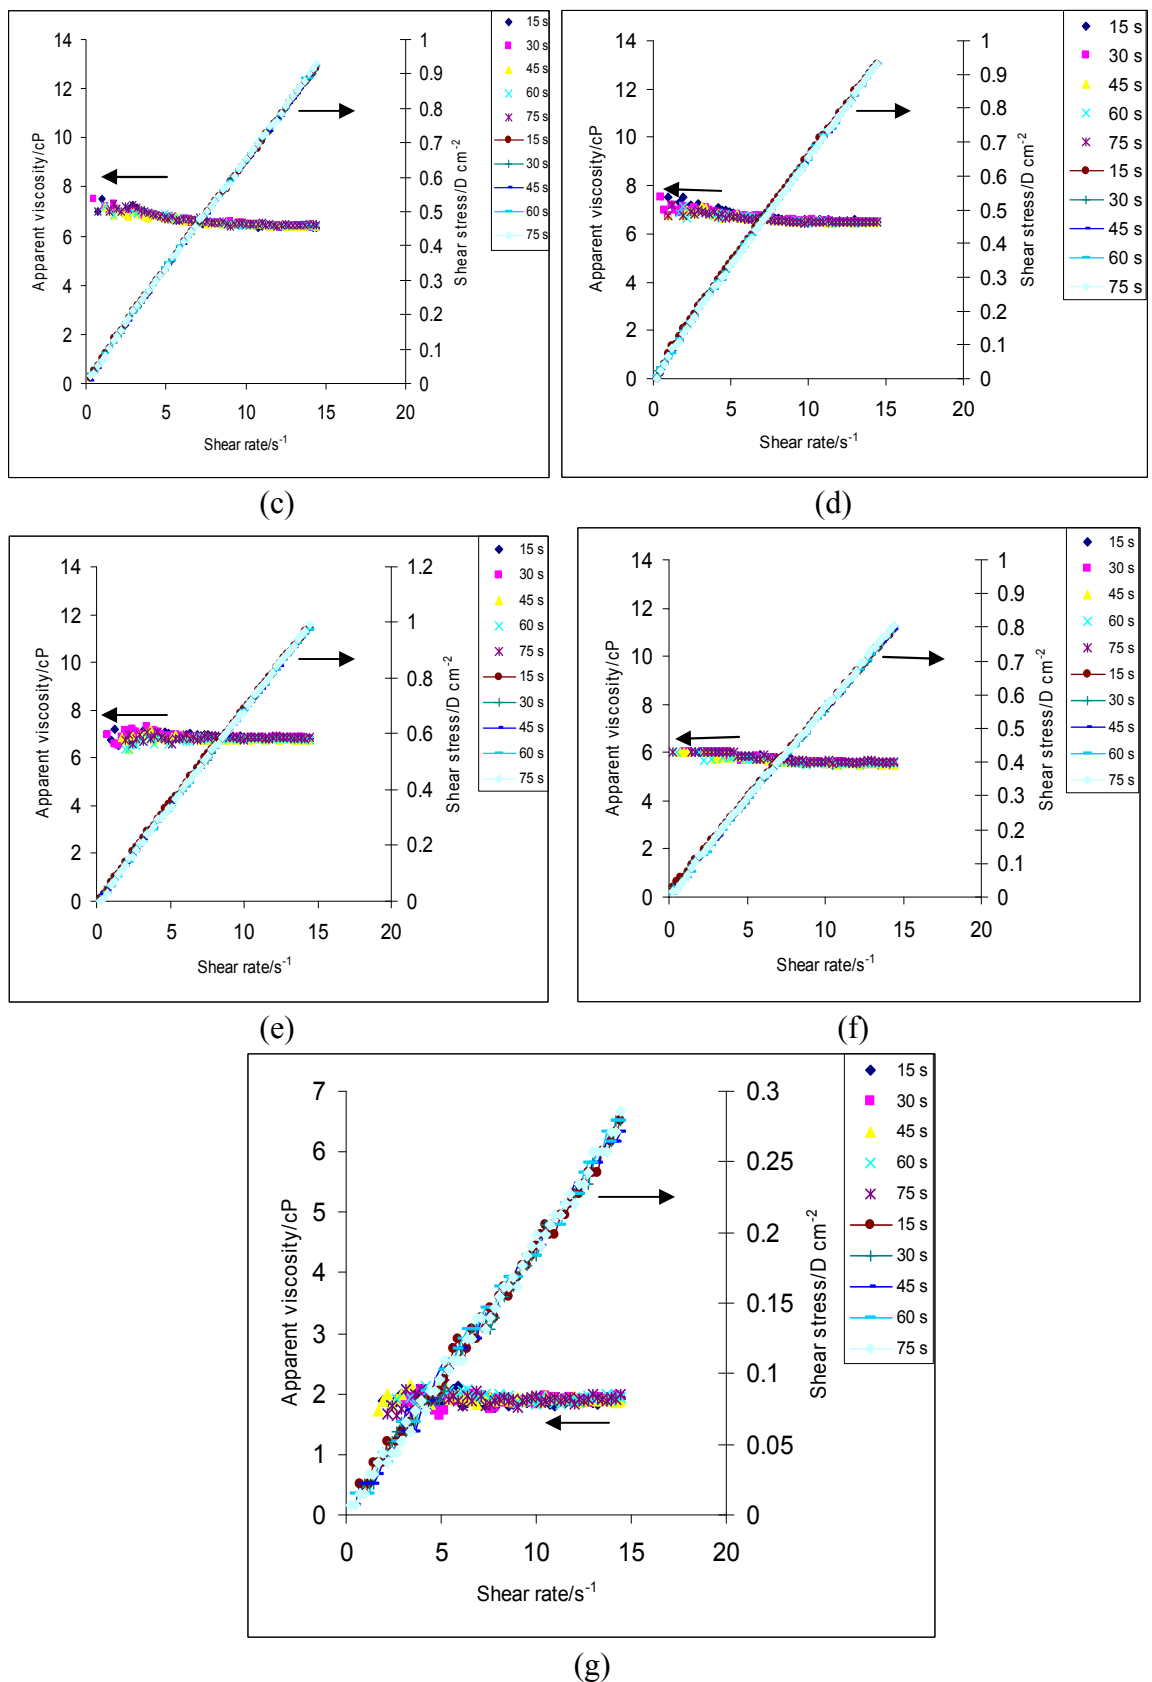 14
12
10
8
6
4
2
0
0
5
10
15
20
1
0.9
0.8
0.7
0.6
0.5
0.4
0.3
0.2
0.1
0
Apparent viscosity/cP
Shear stress/D cm-2
Shear rate/s-1
15 s
30 s
45 s
60 s
75 s
15 s
30 s
45 s
60 s
75 s
(c)
14
12
10
8
6
4
2
0
0
5
10
15
20
1
0.9
0.8
0.7
0.6
0.5
0.4
0.3
0.2
0.1
0
Apparent viscosity/cP
Shear stress/D cm-2
Shear rate/s-1
15 s
30 s
45 s
60 s
75 s
15 s
30 s
45 s
60 s
75 s
(d)
14
12
10
8
6
4
2
0
0
5
10
15
20
1.2
1
0.8
0.6
0.4
0.2
0
Apparent viscosity/cP
Shear stress/D cm-2
Shear rate/s-1
15 s
30 s
45 s
60 s
75 s
15 s
30 s
45 s
60 s
75 s
(e)
14
12
10
8
6
4
2
0
0
5
10
15
20
1
0.9
0.8
0.7
0.6
0.5
0.4
0.3
0.2
0.1
0
Apparent viscosity/cP
Shear stress/D cm-2
Shear rate/s-1
15 s
30 s
45 s
60 s
75 s
15 s
30 s
45 s
60 s
75 s
(f)
7
6
5
4
3
2
1
0
0
5
10
15
20
0.3
0.25
0.2
0.15
0.1
0.05
0
Apparent viscosity/cP
Shear stress/D cm-2
Shear rate/s-1
15 s
30 s
45 s
60 s
75 s
15 s
30 s
45 s
60 s
75 s
(g)